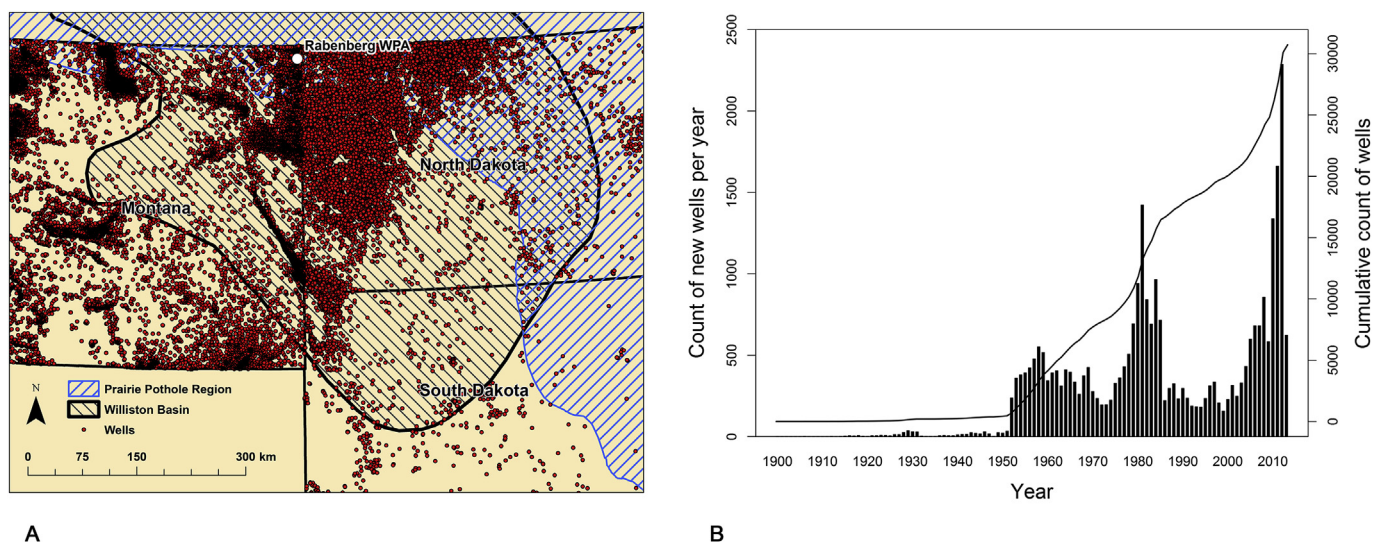 Rabenberg WPA
North Dakota
Montana
South Dakota
N
Prairie Pothole Region
Williston Basin
Wells
0 75 150 300 km
A
Count of new wells per year
2500
2000
1500
1000
500
0
30000
25000
20000
15000
10000
5000
0
Cumulative count of wells
1900 1910 1920 1930 1940 1950 1960 1970 1980 1990 2000 2010
Year
B